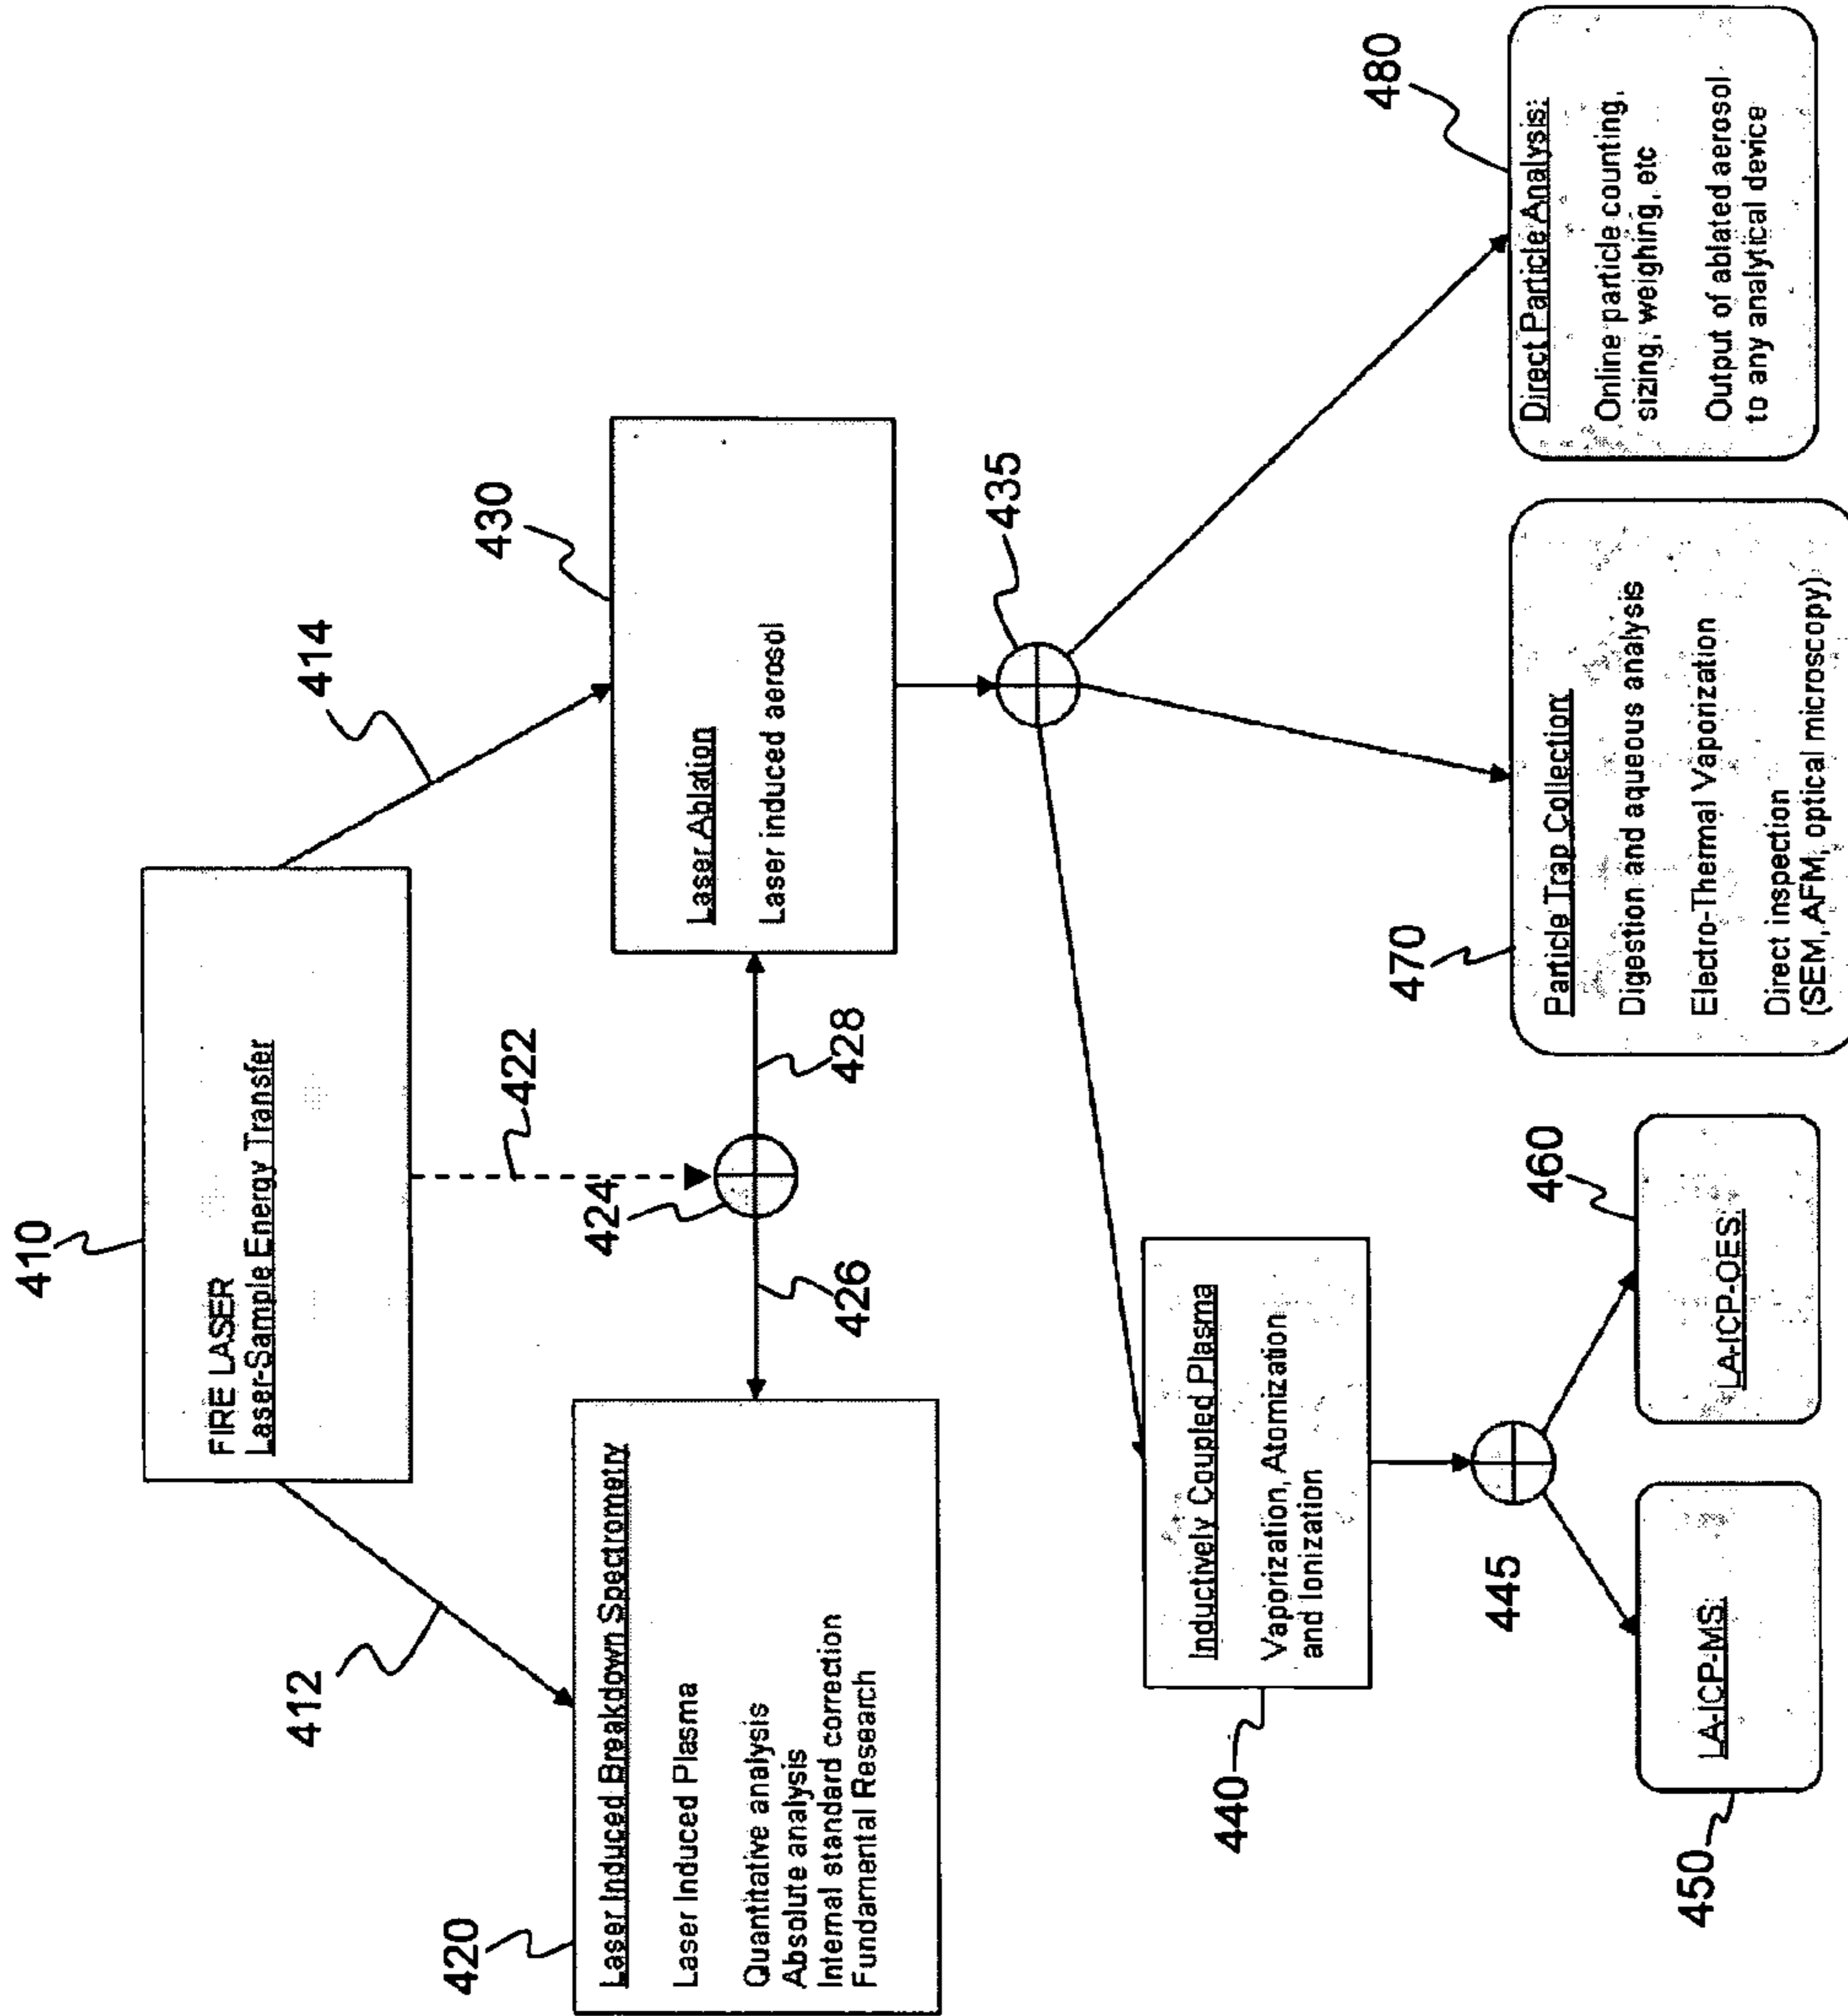 410
FIRE LASER
Laser-Sample Energy Transfer
412
414
420
Laser Induced Breakdown Spectrometry
Laser Induced Plasma
Quantitative analysis
Absolute analysis
Internal standard correction
Fundamental Research
422
424
426
428
430
Laser Ablation
Laser induced aerosol
435
440
Inductively Coupled Plasma
Vaporization, Atomization
and Ionization
445
450
LA-ICP-MS:
460
LA-ICP-OES:
470
Particle Trap Collection:
Digestion and aqueous analysis
Electro-Thermal Vaporization
Direct inspection
(SEM, AFM, optical microscopy)
480
Direct Particle Analysis:
Online particle counting,
sizing, weighing, etc
Output of ablated aerosol
to any analytical device